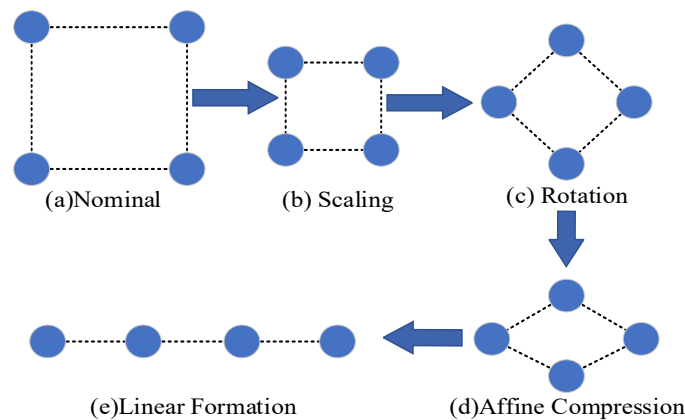 (a)Nominal
(b) Scaling
(c) Rotation
(e)Linear Formation
(d)Affine Compression